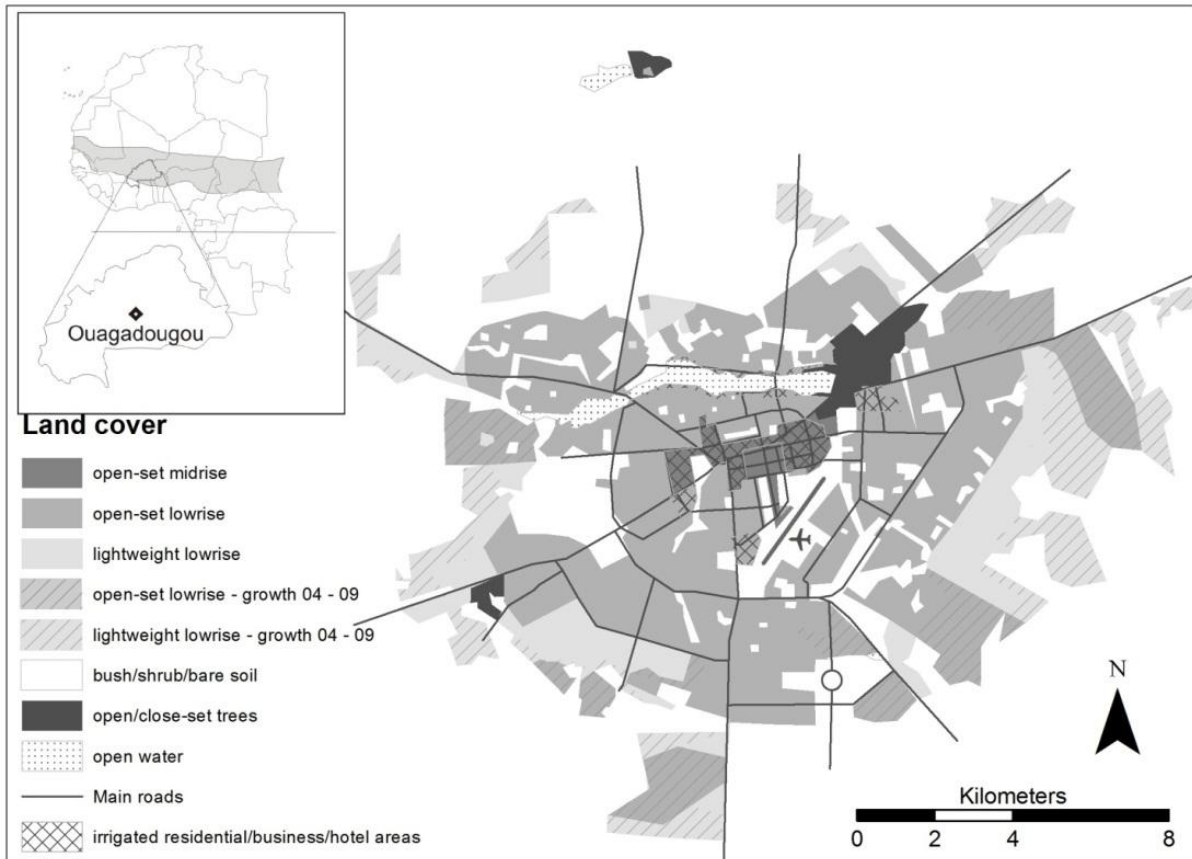 Ouagadougou
Land cover
open-set midrise
open-set lowrise
lightweight lowrise
open-set lowrise - growth 04 - 09
lightweight lowrise - growth 04 - 09
bush/shrub/bare soil
open/close-set trees
open water
Main roads
irrigated residential/business/hotel areas
N
Kilometers
0 2 4 8